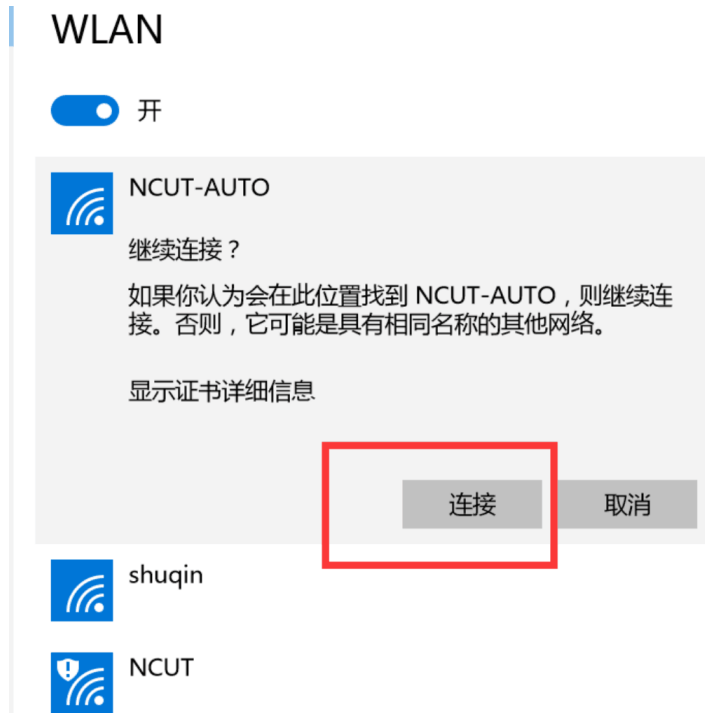 WLAN
开
NCUT-AUTO
继续连接？
如果你认为会在此位置找到 NCUT-AUTO，则继续连
接。否则，它可能是具有相同名称的其他网络。
显示证书详细信息
连接
取消
shuqin
NCUT